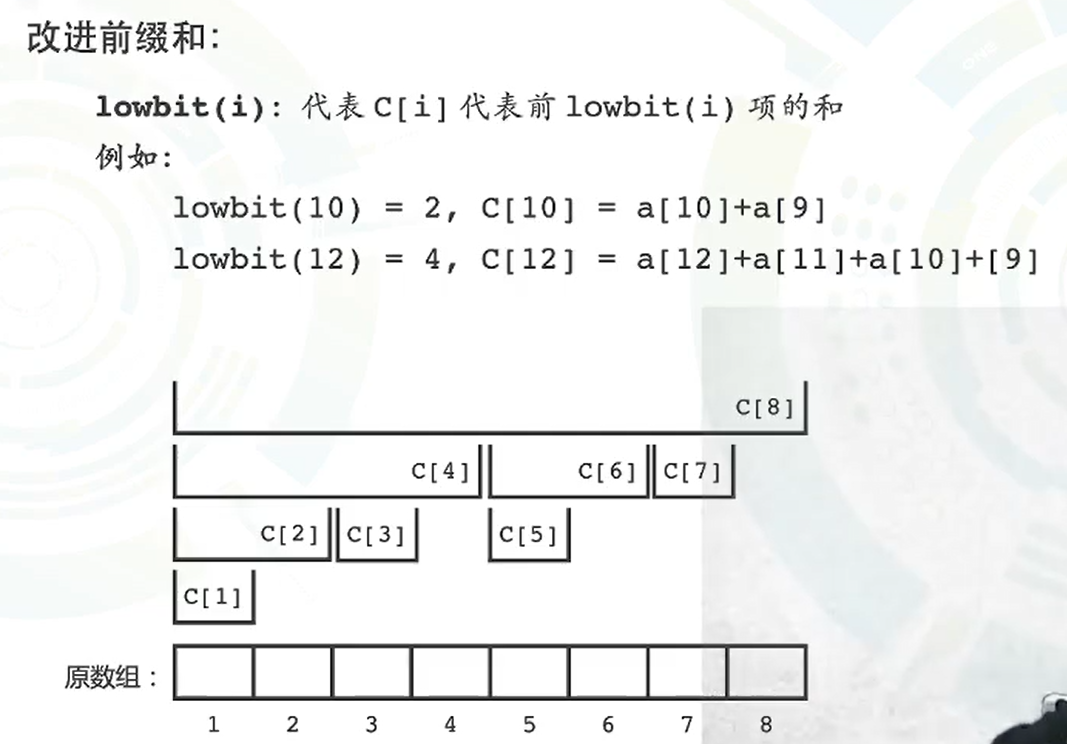 改进前缀和：
lowbit(i)：代表 C[i] 代表前 lowbit(i) 项的和
例如：
lowbit(10) = 2, C[10] = a[10]+a[9]
lowbit(12) = 4, C[12] = a[12]+a[11]+a[10]+[9]
C[8]
C[4] C[6] C[7]
C[2] C[3] C[5]
C[1]
原数组：
1 2 3 4 5 6 7 8